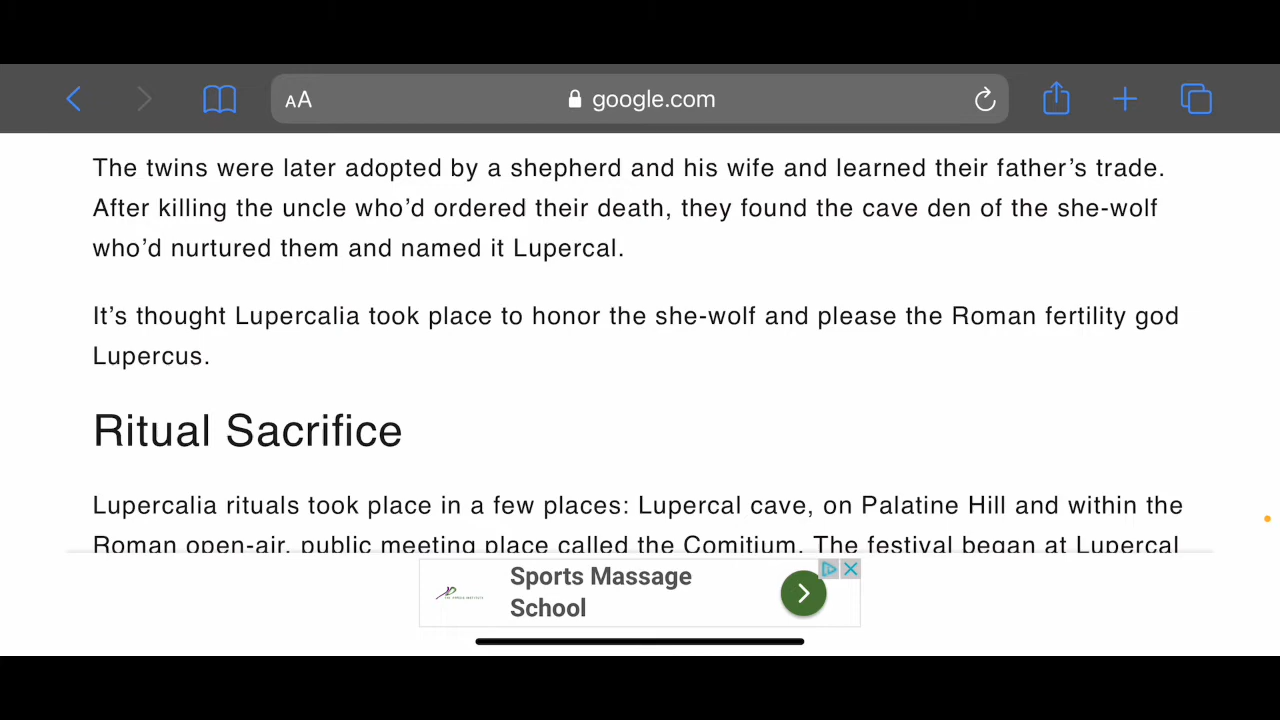 AA google.com
The twins were later adopted by a shepherd and his wife and learned their father’s trade.
After killing the uncle who’d ordered their death, they found the cave den of the she-wolf
who’d nurtured them and named it Lupercal.
It’s thought Lupercalia took place to honor the she-wolf and please the Roman fertility god
Lupercus.
Ritual Sacrifice
Lupercalia rituals took place in a few places: Lupercal cave, on Palatine Hill and within the
Roman open-air, public meeting place called the Comitium. The festival began at Lupercal
Sports Massage
School